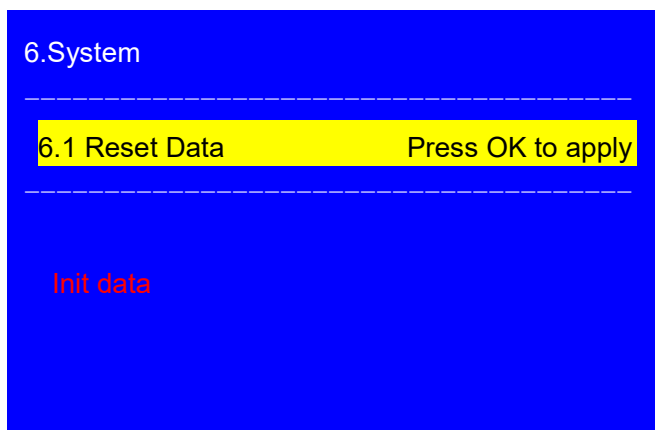 6.System
6.1 Reset Data Press OK to apply
Init data